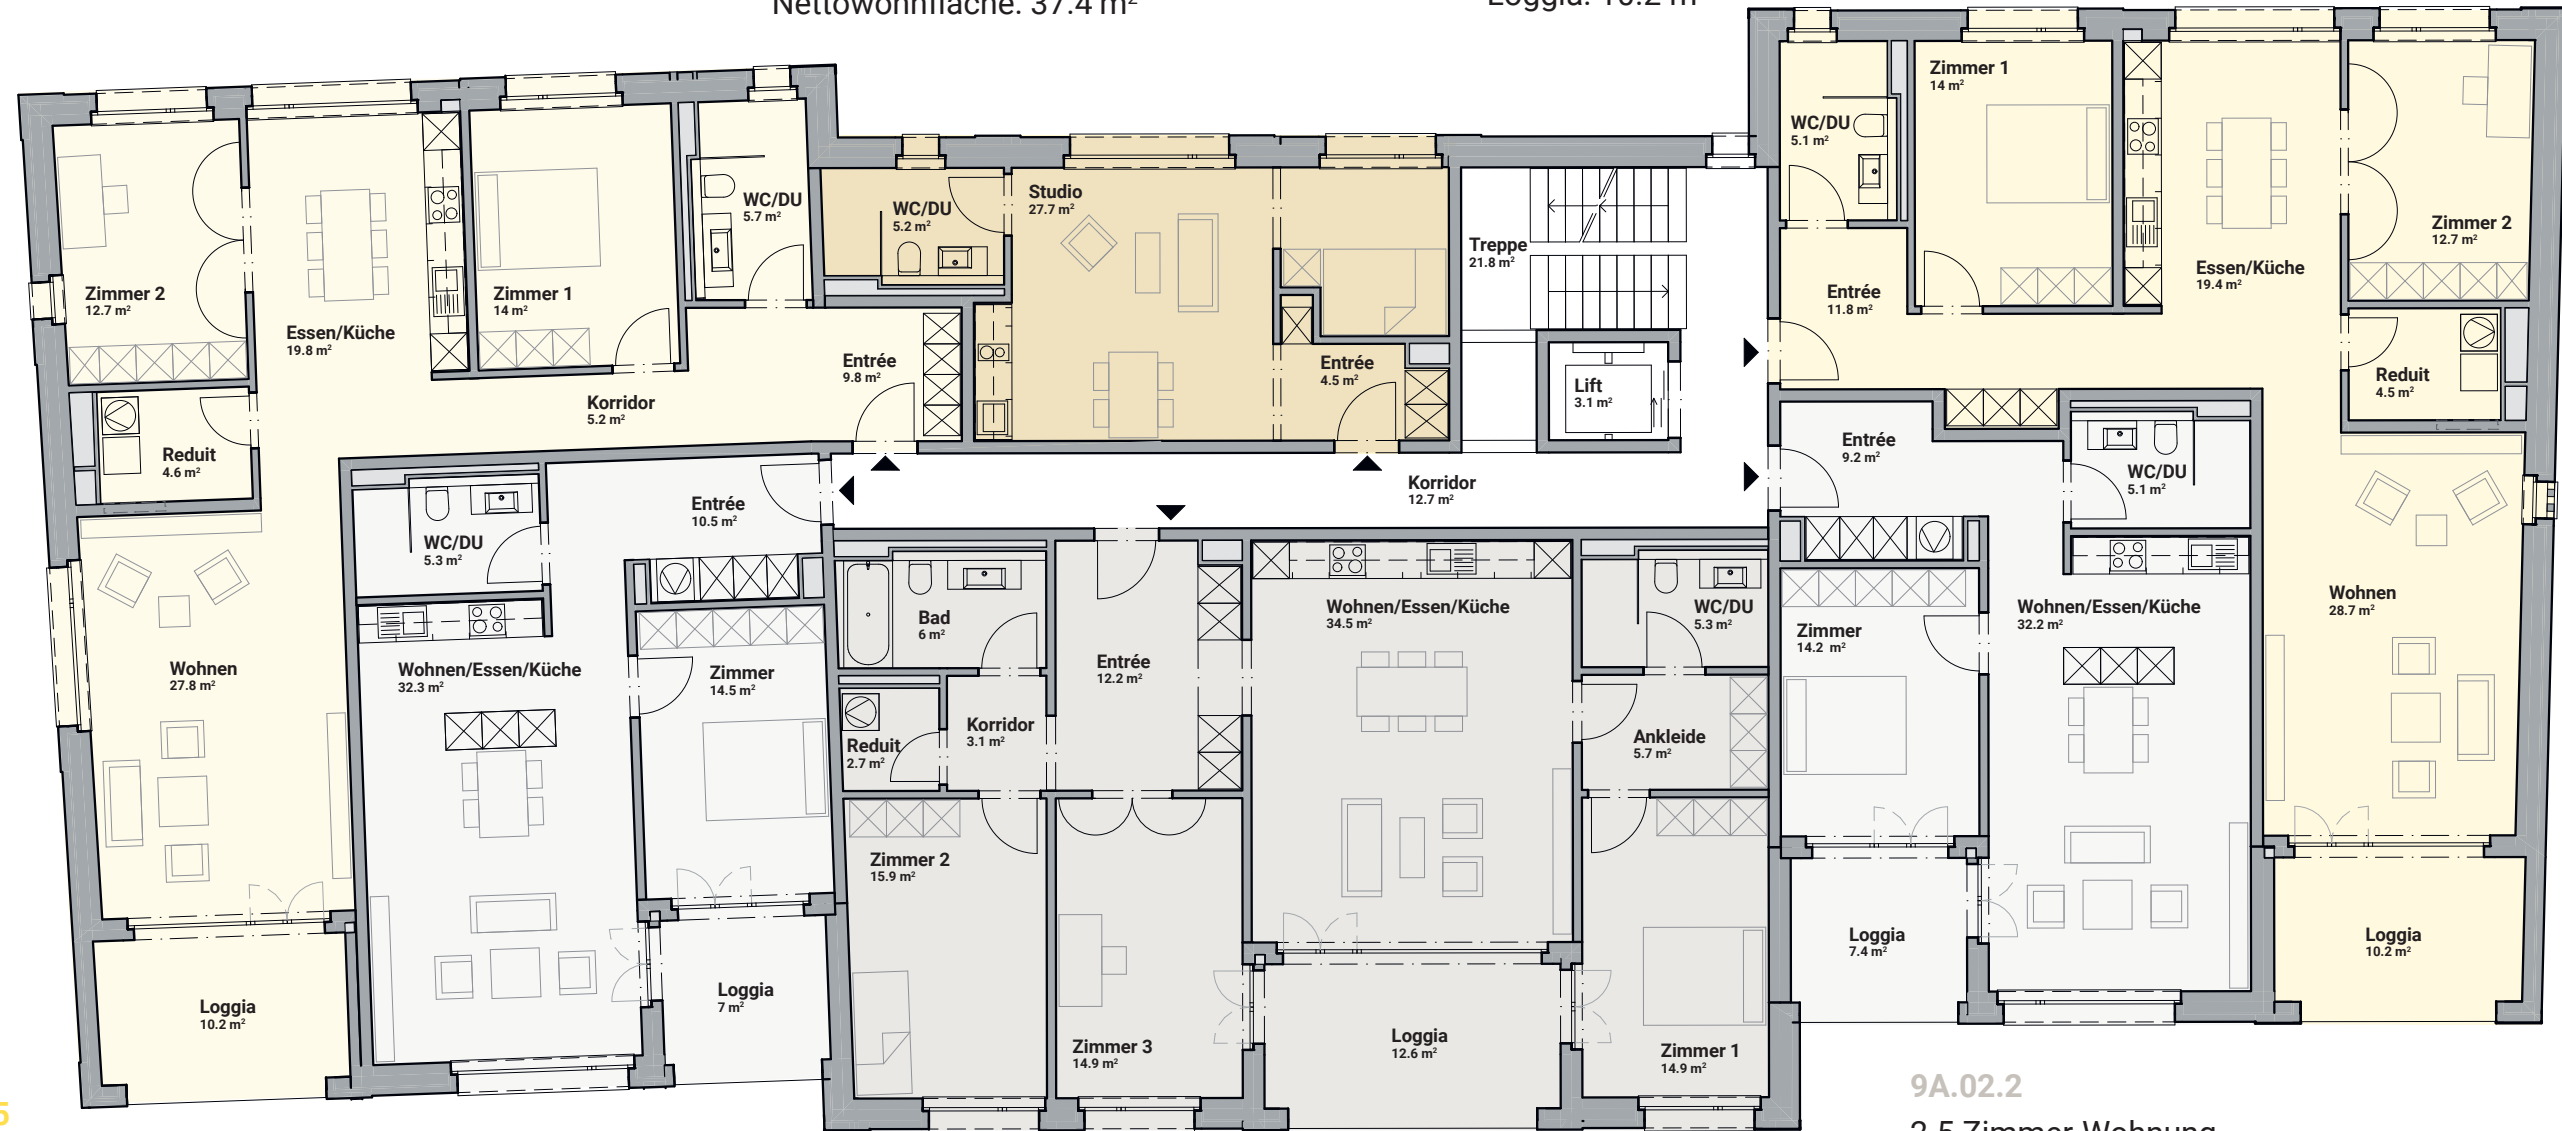 Nettowohnfläche: 37.4 m²
Zimmer 1
14 m²
WC/DU
5.1 m²
Zimmer 2
12.7 m²
Essen/Küche
19.4 m²
Entrée
11.8 m²
Reduit
4.5 m²
Wohnen
28.7 m²
Loggia
10.2 m²
Zimmer 2
12.7 m²
Essen/Küche
19.8 m²
Zimmer 1
14 m²
WC/DU
5.7 m²
Entrée
9.8 m²
Korridor
5.2 m²
Reduit
4.6 m²
Wohnen
27.8 m²
Loggia
10.2 m²
WC/DU
5.2 m²
Studio
27.7 m²
Entrée
4.5 m²
Treppe
21.8 m²
Lift
3.1 m²
Korridor
12.7 m²
Entrée
10.5 m²
WC/DU
5.3 m²
Wohnen/Essen/Küche
32.3 m²
Zimmer
14.5 m²
Loggia
7 m²
Bad
6 m²
Entrée
12.2 m²
Reduit
2.7 m²
Korridor
3.1 m²
Wohnen/Essen/Küche
34.5 m²
WC/DU
5.3 m²
Ankleide
5.7 m²
Zimmer 2
15.9 m²
Zimmer 3
14.9 m²
Loggia
12.6 m²
Zimmer 1
14.9 m²
Entrée
9.2 m²
WC/DU
5.1 m²
Zimmer
14.2 m²
Wohnen/Essen/Küche
32.2 m²
Loggia
7.4 m²
9A.02.2
2.5 Zimmer-Wohnung